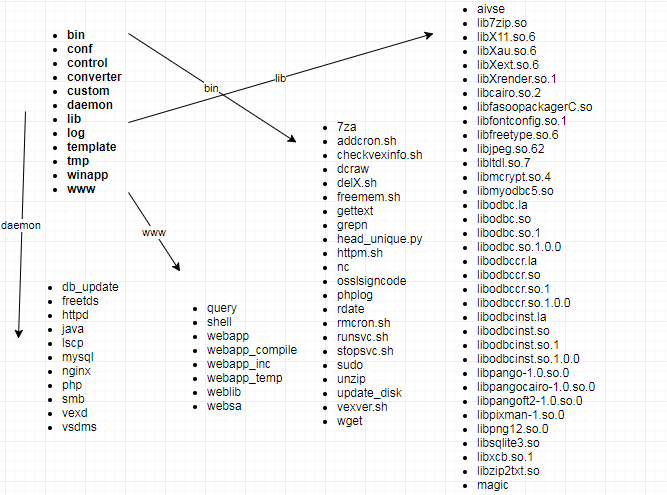 bin
conf
control
converter
custom
daemon
lib
log
template
tmp
winapp
www
daemon
bin
lib
www
db_update
freetds
httpd
java
lscp
mysql
nginx
php
smb
vexd
vsdms
query
shell
webapp
webapp_compile
webapp_inc
webapp_temp
weblib
websa
7za
addcron.sh
checkvexinfo.sh
dcraw
delX.sh
freemem.sh
gettext
grepn
head_unique.py
httpm.sh
nc
osslsigncode
phplog
rdate
rmcron.sh
runsvc.sh
stopsvc.sh
sudo
unzip
update_disk
vexver.sh
wget
aivse
lib7zip.so
libX11.so.6
libXau.so.6
libXext.so.6
libXrender.so.1
libcairo.so.2
libfasoopackagerC.so
libfontconfig.so.1
libfreetype.so.6
libjpeg.so.62
libltdl.so.7
libmcrypt.so.4
libmyodbc5.so
libodbc.la
libodbc.so
libodbc.so.1
libodbc.so.1.0.0
libodbccr.la
libodbccr.so
libodbccr.so.1
libodbccr.so.1.0.0
libodbcinst.la
libodbcinst.so
libodbcinst.so.1
libodbcinst.so.1.0.0
libpango-1.0.so.0
libpangocairo-1.0.so.0
libpangoft2-1.0.so.0
libpixman-1.so.0
libpng12.so.0
libsqlite3.so
libxcb.so.1
libzip2txt.so
magic